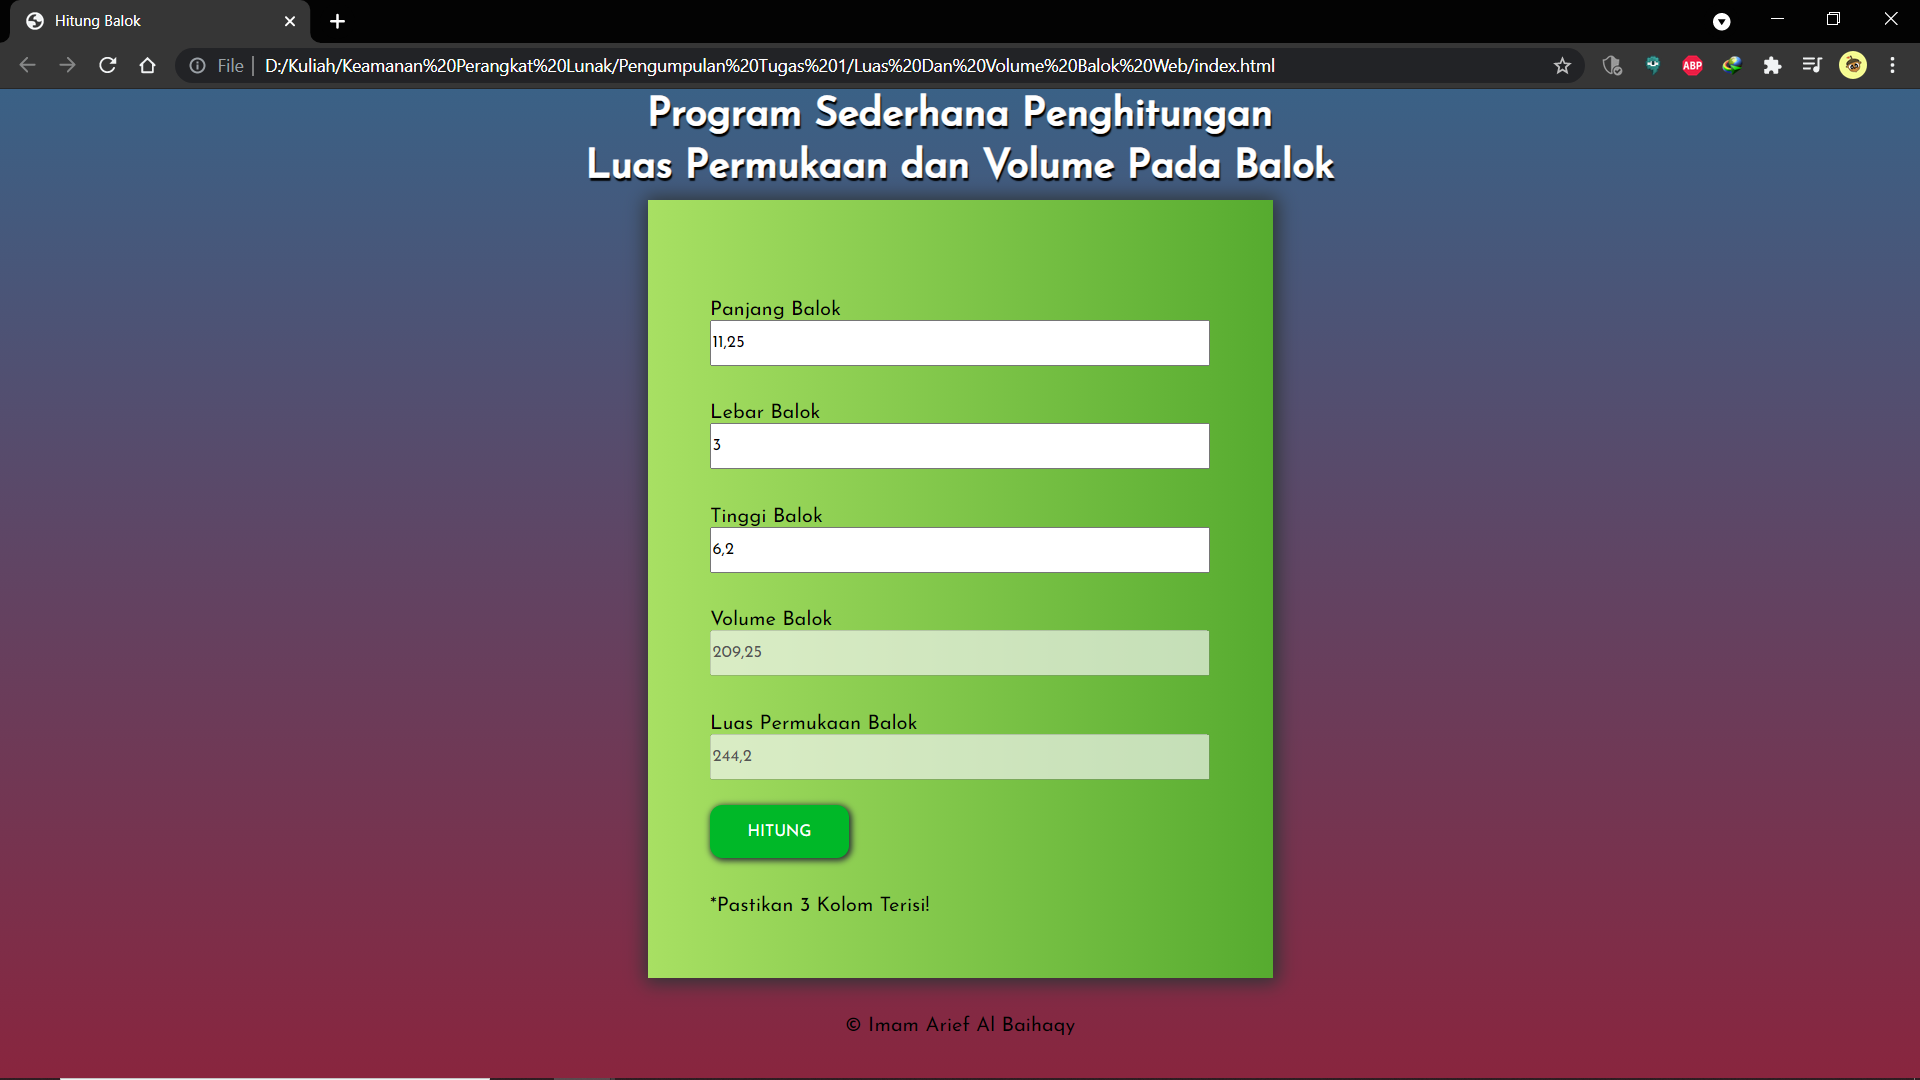 Hitung Balok
File | D:/Kuliah/Keamanan%20Perangkat%20Lunak/Pengumpulan%20Tugas%201/Luas%20Dan%20Volume%20Balok%20Web/index.html
ABP
Program Sederhana Penghitungan
Luas Permukaan dan Volume Pada Balok
Panjang Balok
11,25
Lebar Balok
3
Tinggi Balok
6,2
Volume Balok
209,25
Luas Permukaan Balok
244,2
HITUNG
*Pastikan 3 Kolom Terisi!
© Imam Arief Al Baihaqy